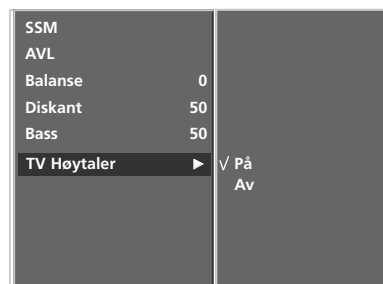 SSM
AVL
Balanse 0
Diskant 50
Bass 50
TV Høytaler ► √ På
Av